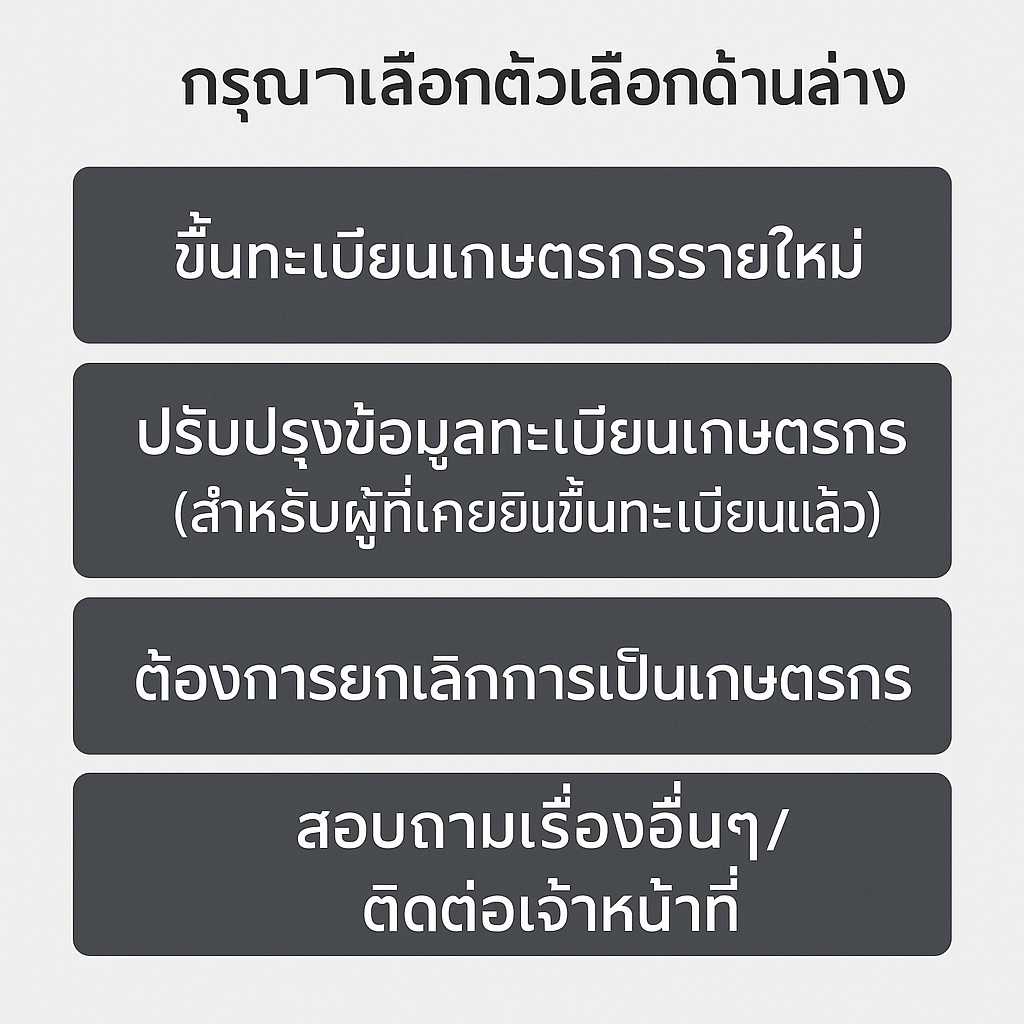 กรุณาเลือกตัวเลือกด้านล่าง
ขึ้นทะเบียนเกษตรกรรายใหม่
ปรับปรุงข้อมูลทะเบียนเกษตรกร
(สำหรับผู้ที่เคยยินขึ้นทะเบียนแล้ว)
ต้องการยกเลิกการเป็นเกษตรกร
สอบถามเรื่องอื่นๆ/
ติดต่อเจ้าหน้าที่